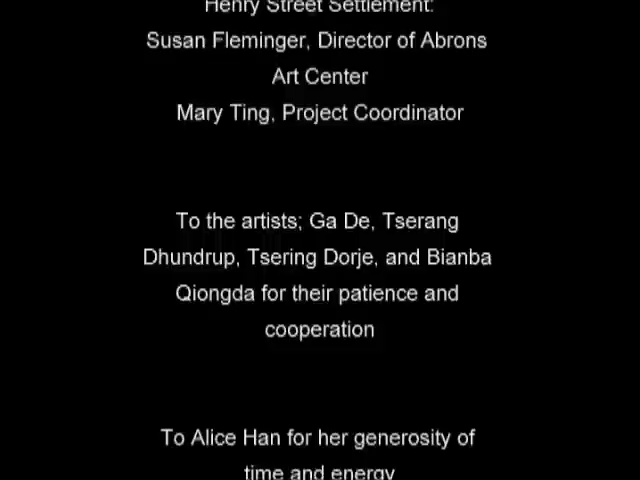 Henry Street Settlement:
Susan Fleminger, Director of Abrons
Art Center
Mary Ting, Project Coordinator
To the artists; Ga De, Tserang
Dhundrup, Tsering Dorje, and Bianba
Qiongda for their patience and
cooperation
To Alice Han for her generosity of
time and energy